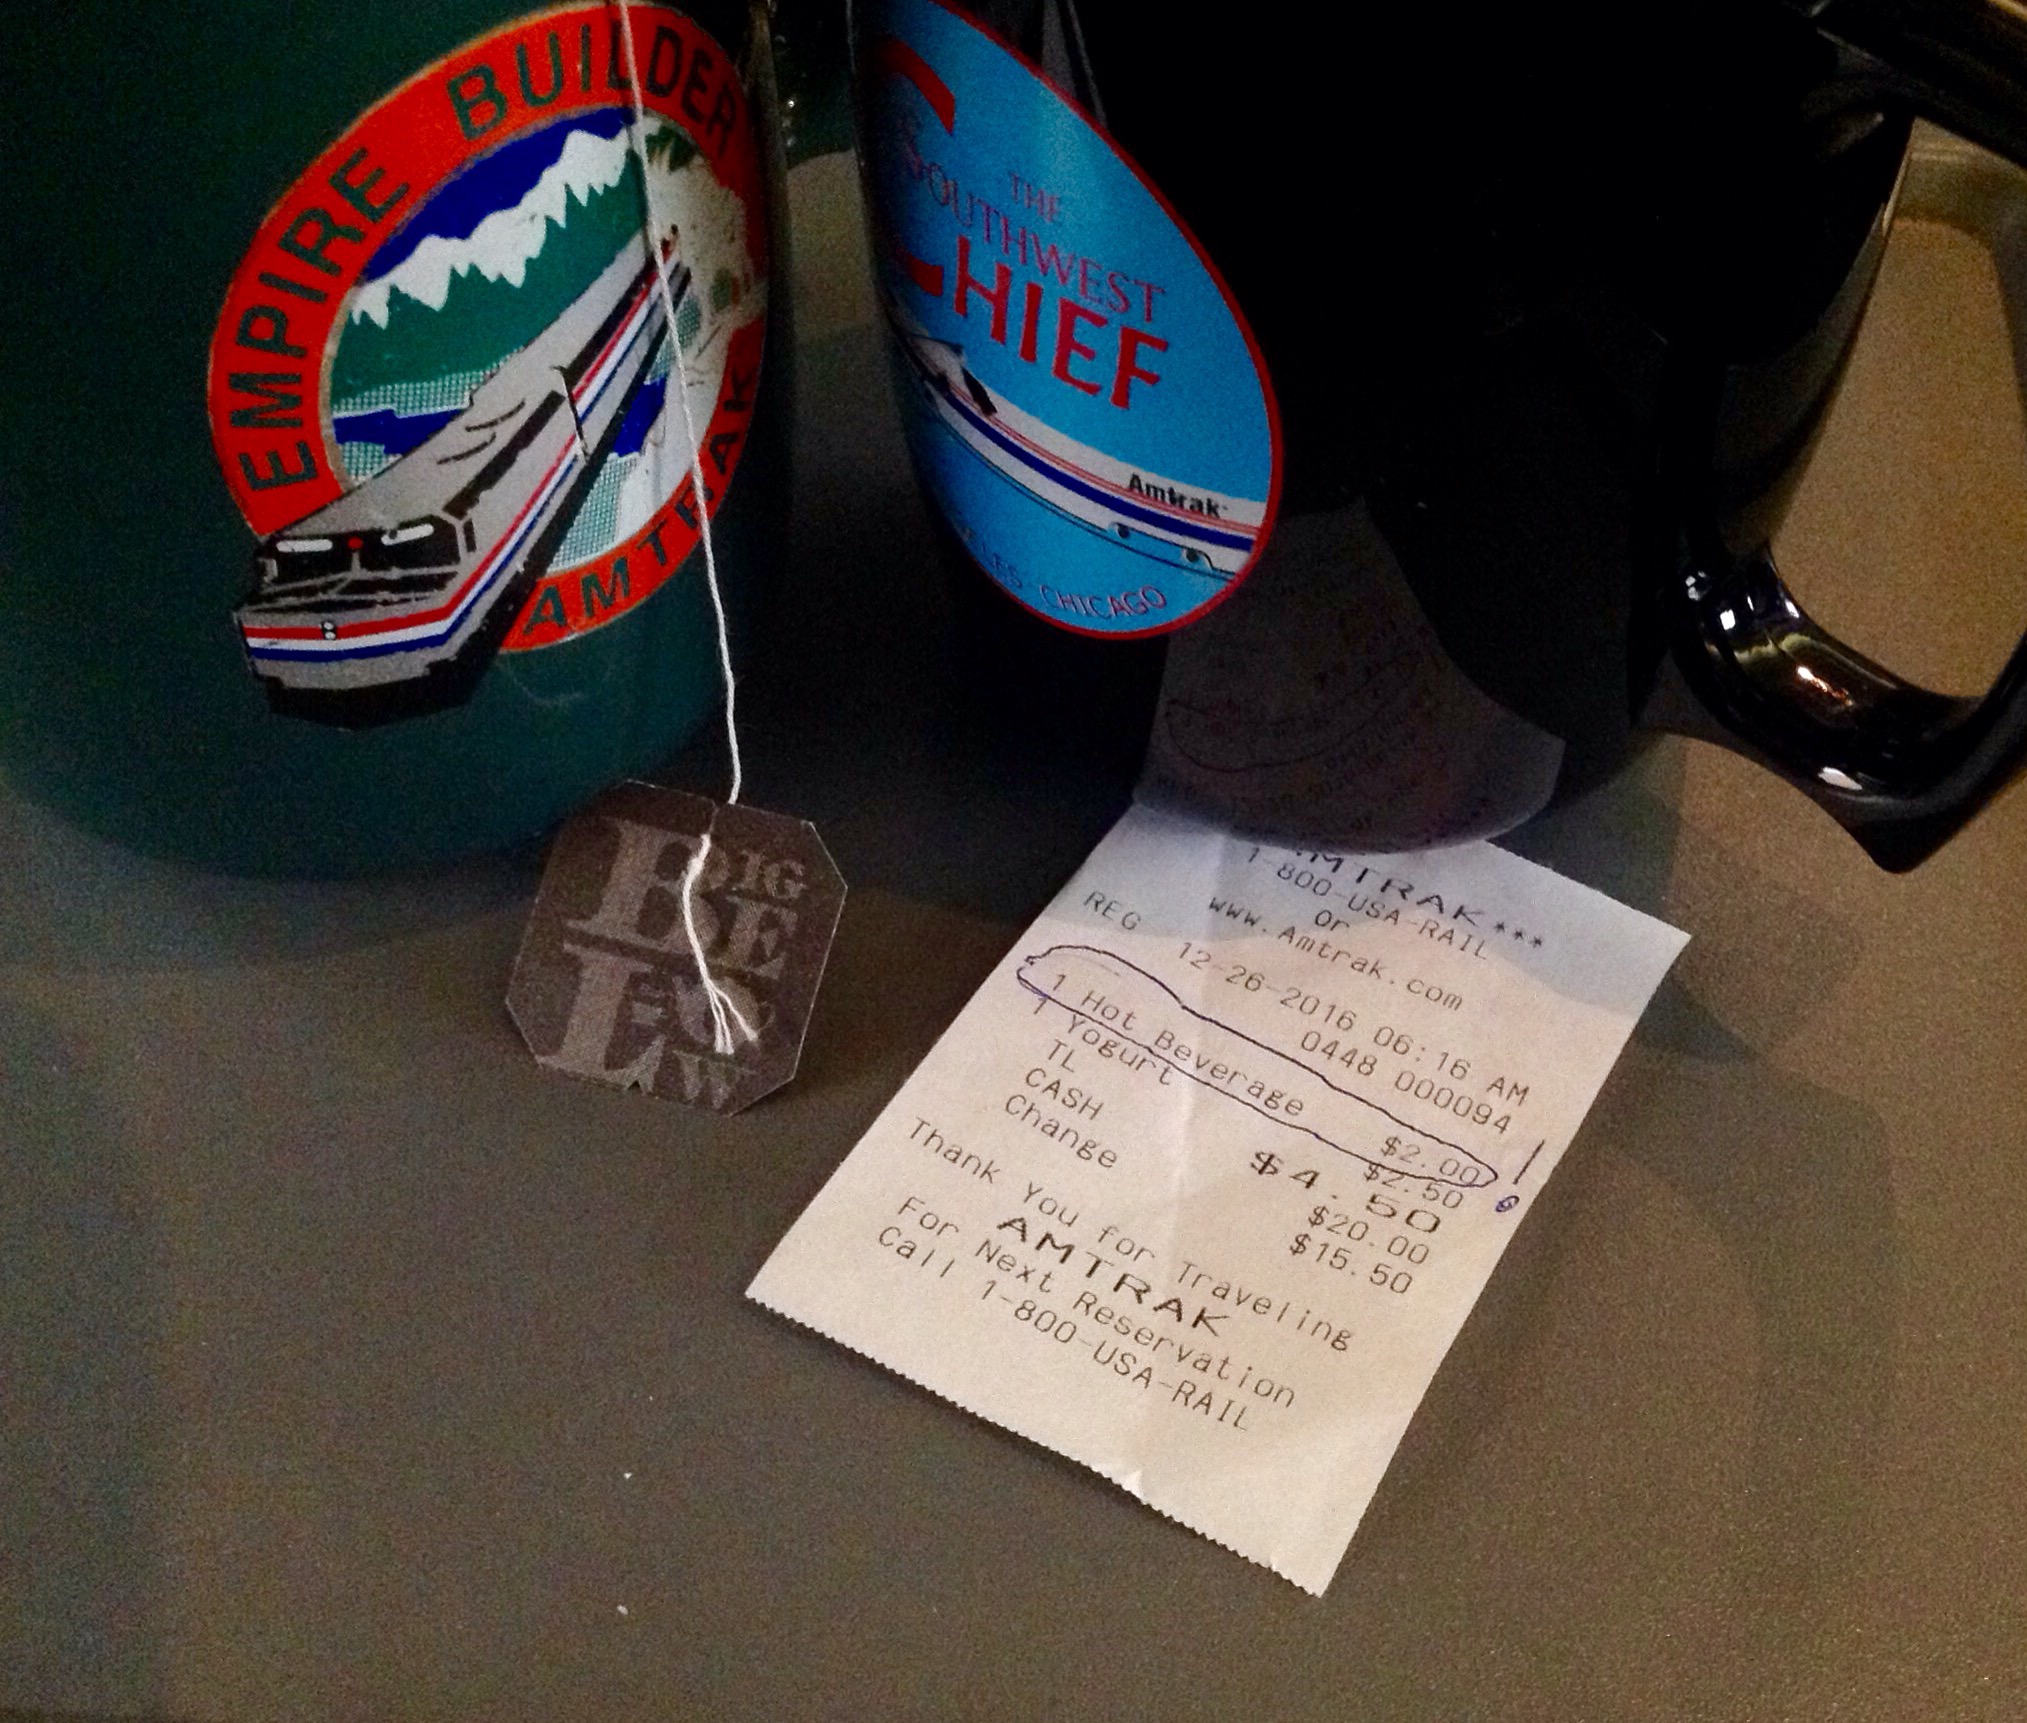 EMPIRE BUILDER
AMTRAK
THE
SOUTHWEST
CHIEF
Amtrak
CHICAGO
BIG
BE
LOW
AMTRAK***
1-800-USA-RAIL
or
www.Amtrak.com
REG 12-26-2016 06:16 AM
0448 000094
1 Hot Beverage $2.00 !
1 Yogurt $2.50
TL $4.50
CASH $20.00
Change $15.50
Thank You for Traveling
AMTRAK
For Next Reservation
Call 1-800-USA-RAIL